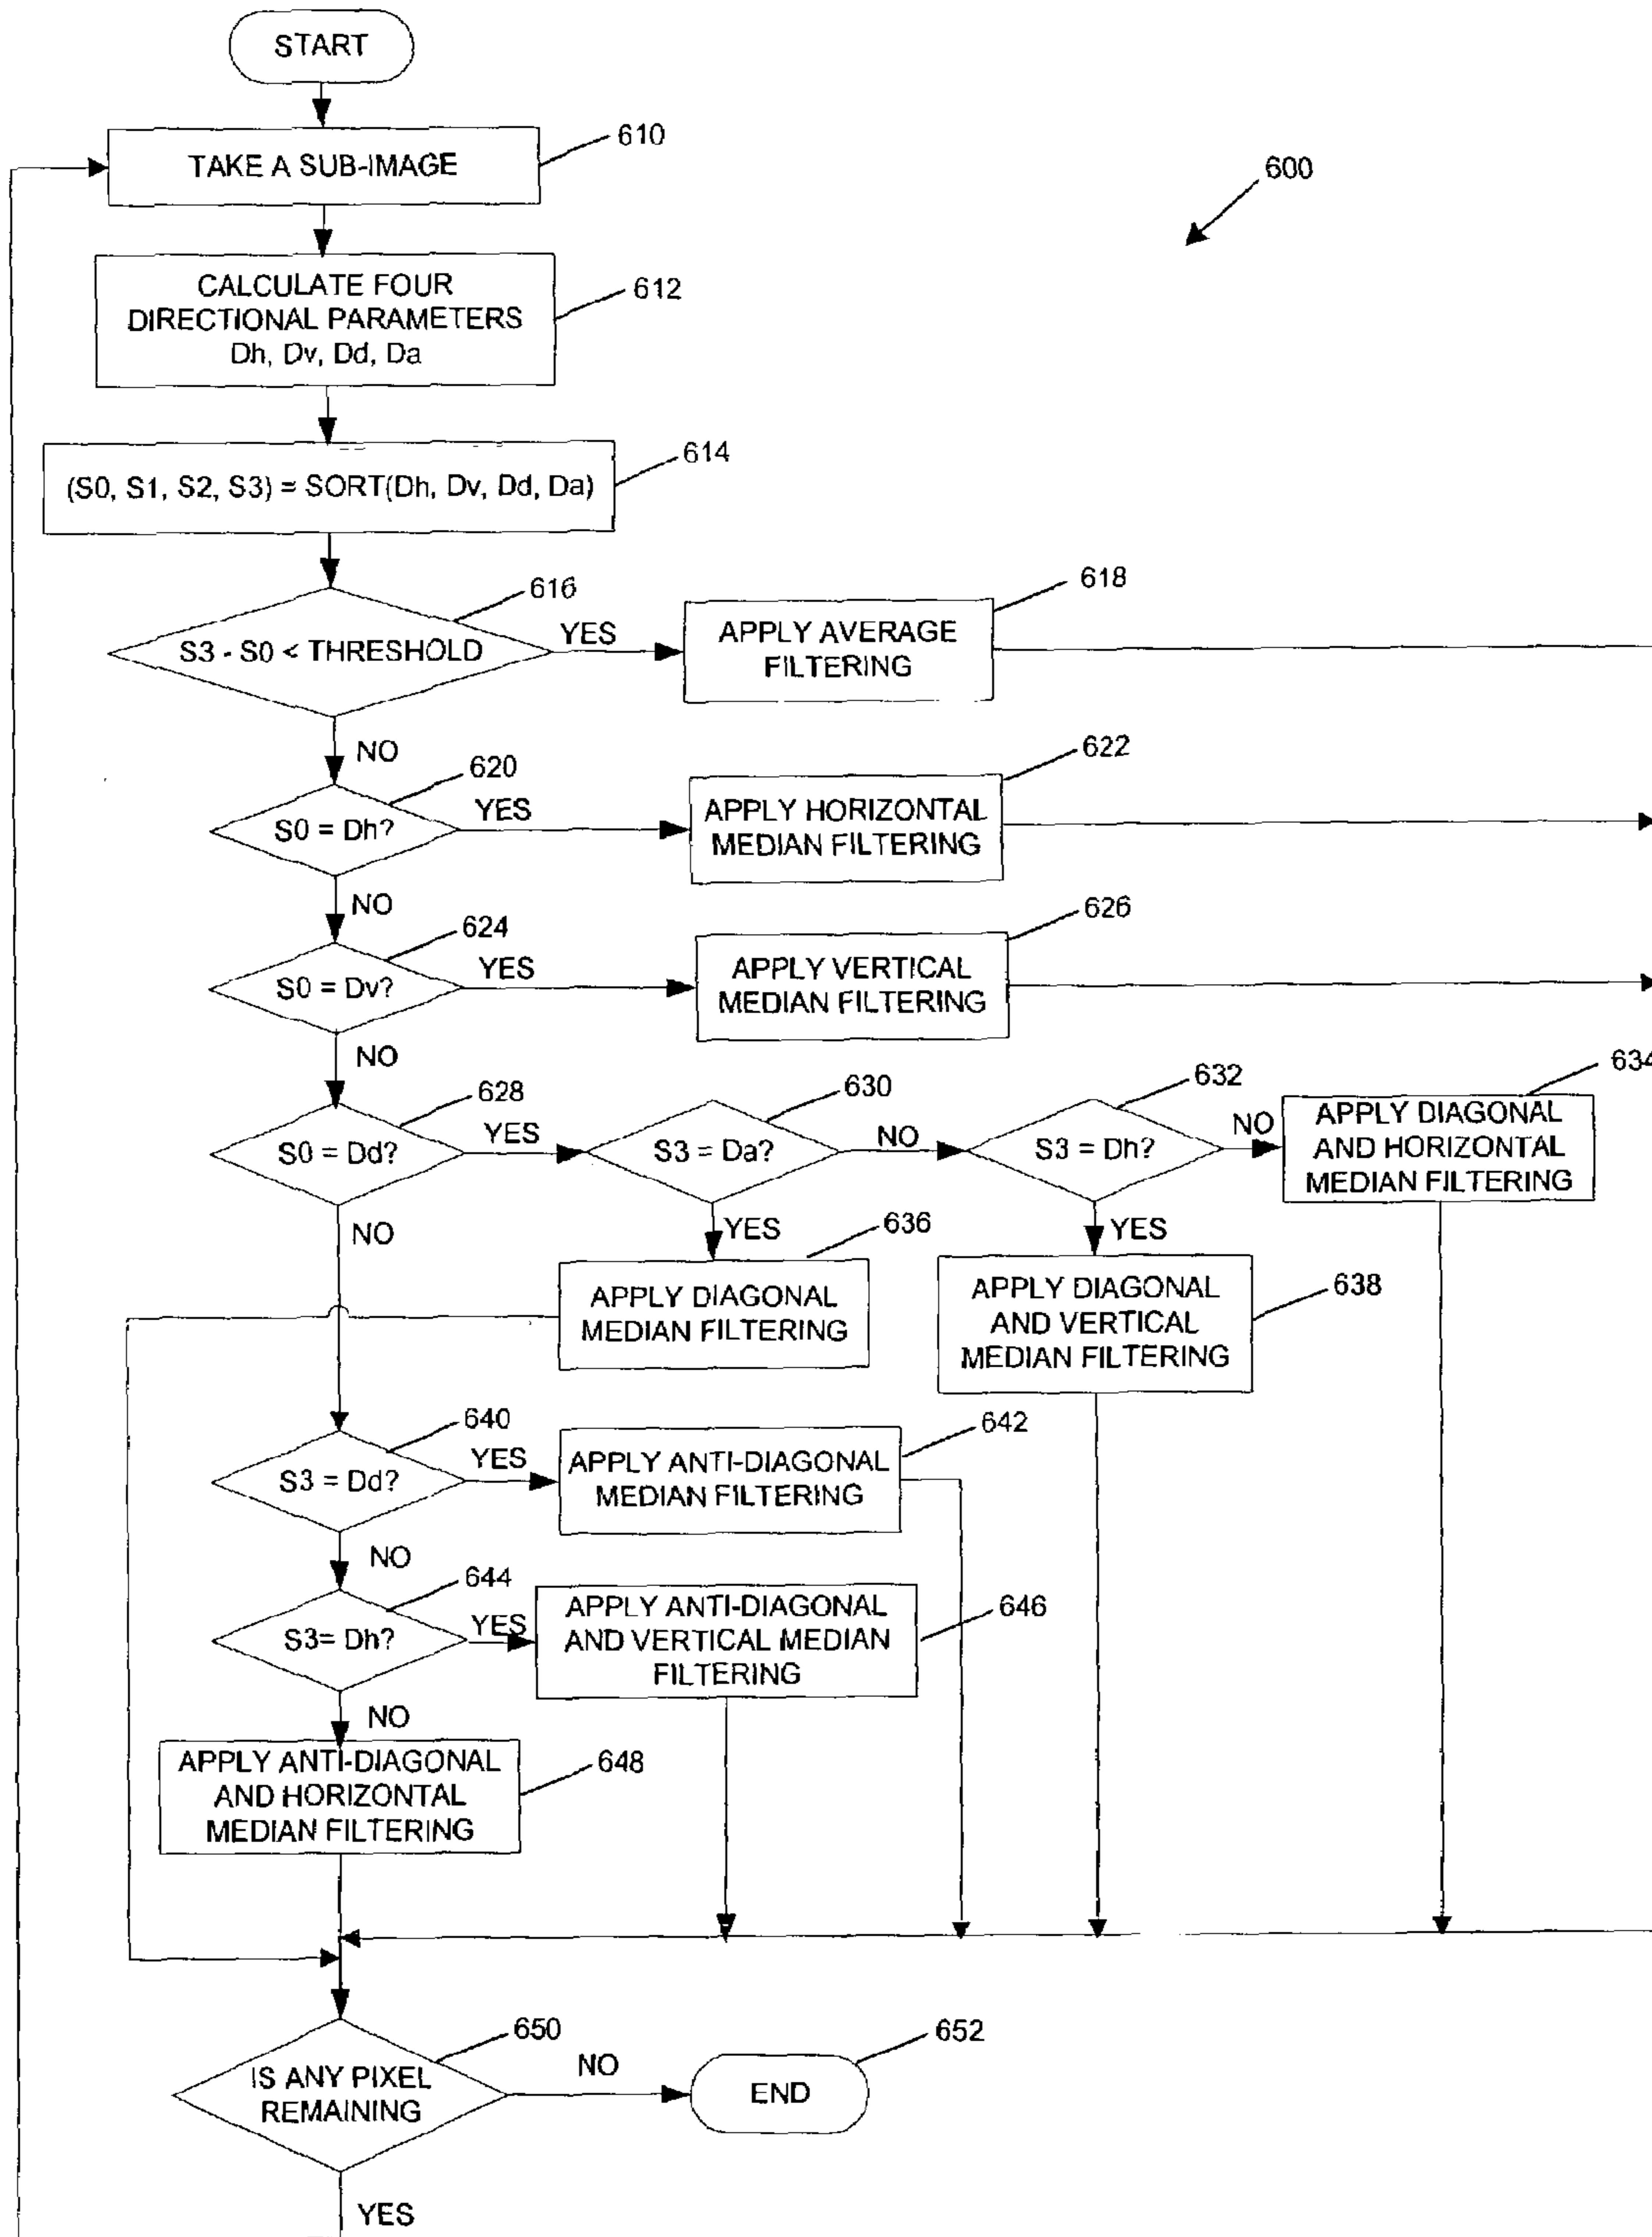 START
TAKE A SUB-IMAGE
610
600
CALCULATE FOUR
DIRECTIONAL PARAMETERS
Dh, Dv, Dd, Da
612
(S0, S1, S2, S3) = SORT(Dh, Dv, Dd, Da)
614
S3 - S0 < THRESHOLD
616
YES
APPLY AVERAGE
FILTERING
618
NO
S0 = Dh?
620
YES
APPLY HORIZONTAL
MEDIAN FILTERING
622
NO
S0 = Dv?
624
YES
APPLY VERTICAL
MEDIAN FILTERING
626
NO
S0 = Dd?
628
YES
S3 = Da?
630
NO
S3 = Dh?
632
NO
APPLY DIAGONAL
AND HORIZONTAL
MEDIAN FILTERING
634
NO
YES
APPLY DIAGONAL
MEDIAN FILTERING
636
YES
APPLY DIAGONAL
AND VERTICAL
MEDIAN FILTERING
638
S3 = Dd?
640
YES
APPLY ANTI-DIAGONAL
MEDIAN FILTERING
642
NO
S3= Dh?
644
YES
APPLY ANTI-DIAGONAL
AND VERTICAL MEDIAN
FILTERING
646
NO
APPLY ANTI-DIAGONAL
AND HORIZONTAL
MEDIAN FILTERING
648
IS ANY PIXEL
REMAINING
650
NO
END
652
YES